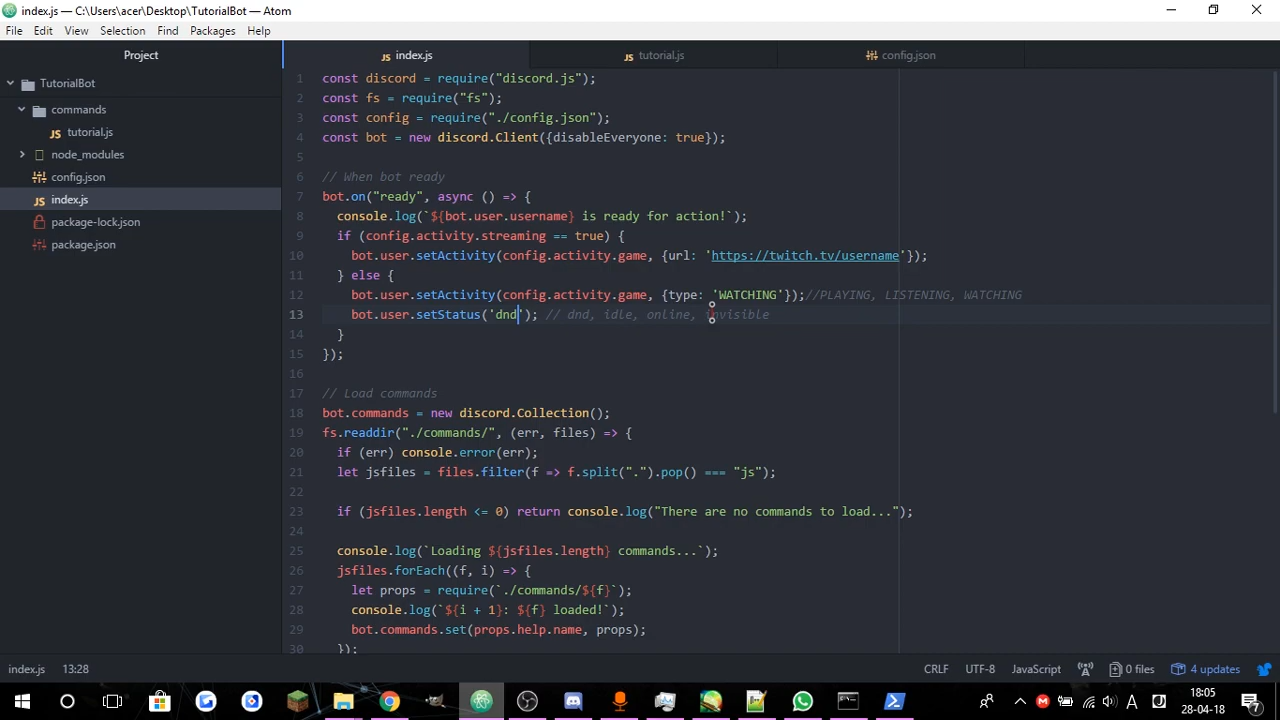 index.js — C:\Users\acer\Desktop\TutorialBot — Atom
File Edit View Selection Find Packages Help
Project
index.js tutorial.js config.json
TutorialBot
commands
tutorial.js
node_modules
config.json
index.js
package-lock.json
package.json
1 const discord = require("discord.js");
2 const fs = require("fs");
3 const config = require("./config.json");
4 const bot = new discord.Client({disableEveryone: true});
5
6 // When bot ready
7 bot.on("ready", async () => {
8 console.log(`${bot.user.username} is ready for action!`);
9 if (config.activity.streaming == true) {
10 bot.user.setActivity(config.activity.game, {url: 'https://twitch.tv/username'});
11 } else {
12 bot.user.setActivity(config.activity.game, {type: 'WATCHING'});//PLAYING, LISTENING, WATCHING
13 bot.user.setStatus('dnd'); // dnd, idle, online, invisible
14 }
15 });
16
17 // Load commands
18 bot.commands = new discord.Collection();
19 fs.readdir("./commands/", (err, files) => {
20 if (err) console.error(err);
21 let jsfiles = files.filter(f => f.split(".").pop() === "js");
22
23 if (jsfiles.length <= 0) return console.log("There are no commands to load...");
24
25 console.log(`Loading ${jsfiles.length} commands...`);
26 jsfiles.forEach((f, i) => {
27 let props = require(`./commands/${f}`);
28 console.log(`${i + 1}: ${f} loaded!`);
29 bot.commands.set(props.help.name, props);
30 });
index.js 13:28 CRLF UTF-8 JavaScript 0 files 4 updates
18:05
28-04-18
7